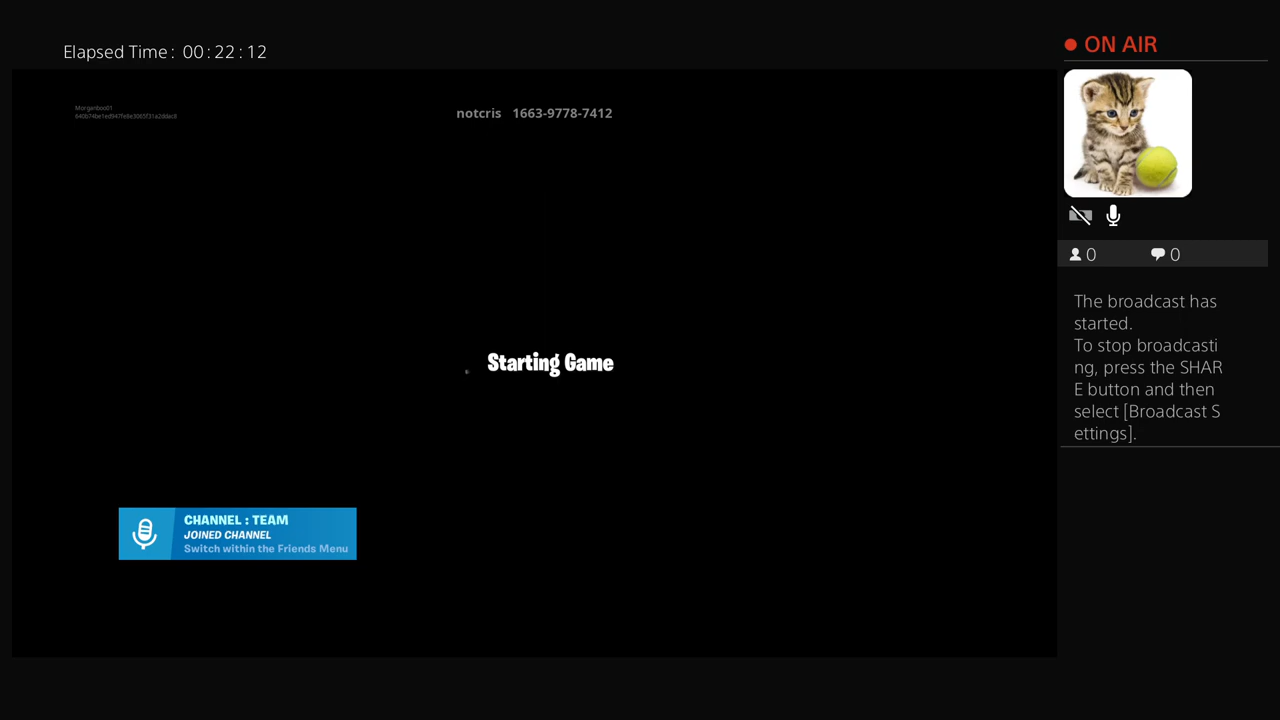 Elapsed Time: 00:22:12
ON AIR
Morganboo01
notcris 1663-9778-7412
0 0
The broadcast has
started.
To stop broadcasti
ng, press the SHAR
E button and then
select [Broadcast S
ettings].
Starting Game
CHANNEL : TEAM
JOINED CHANNEL
Switch within the Friends Menu